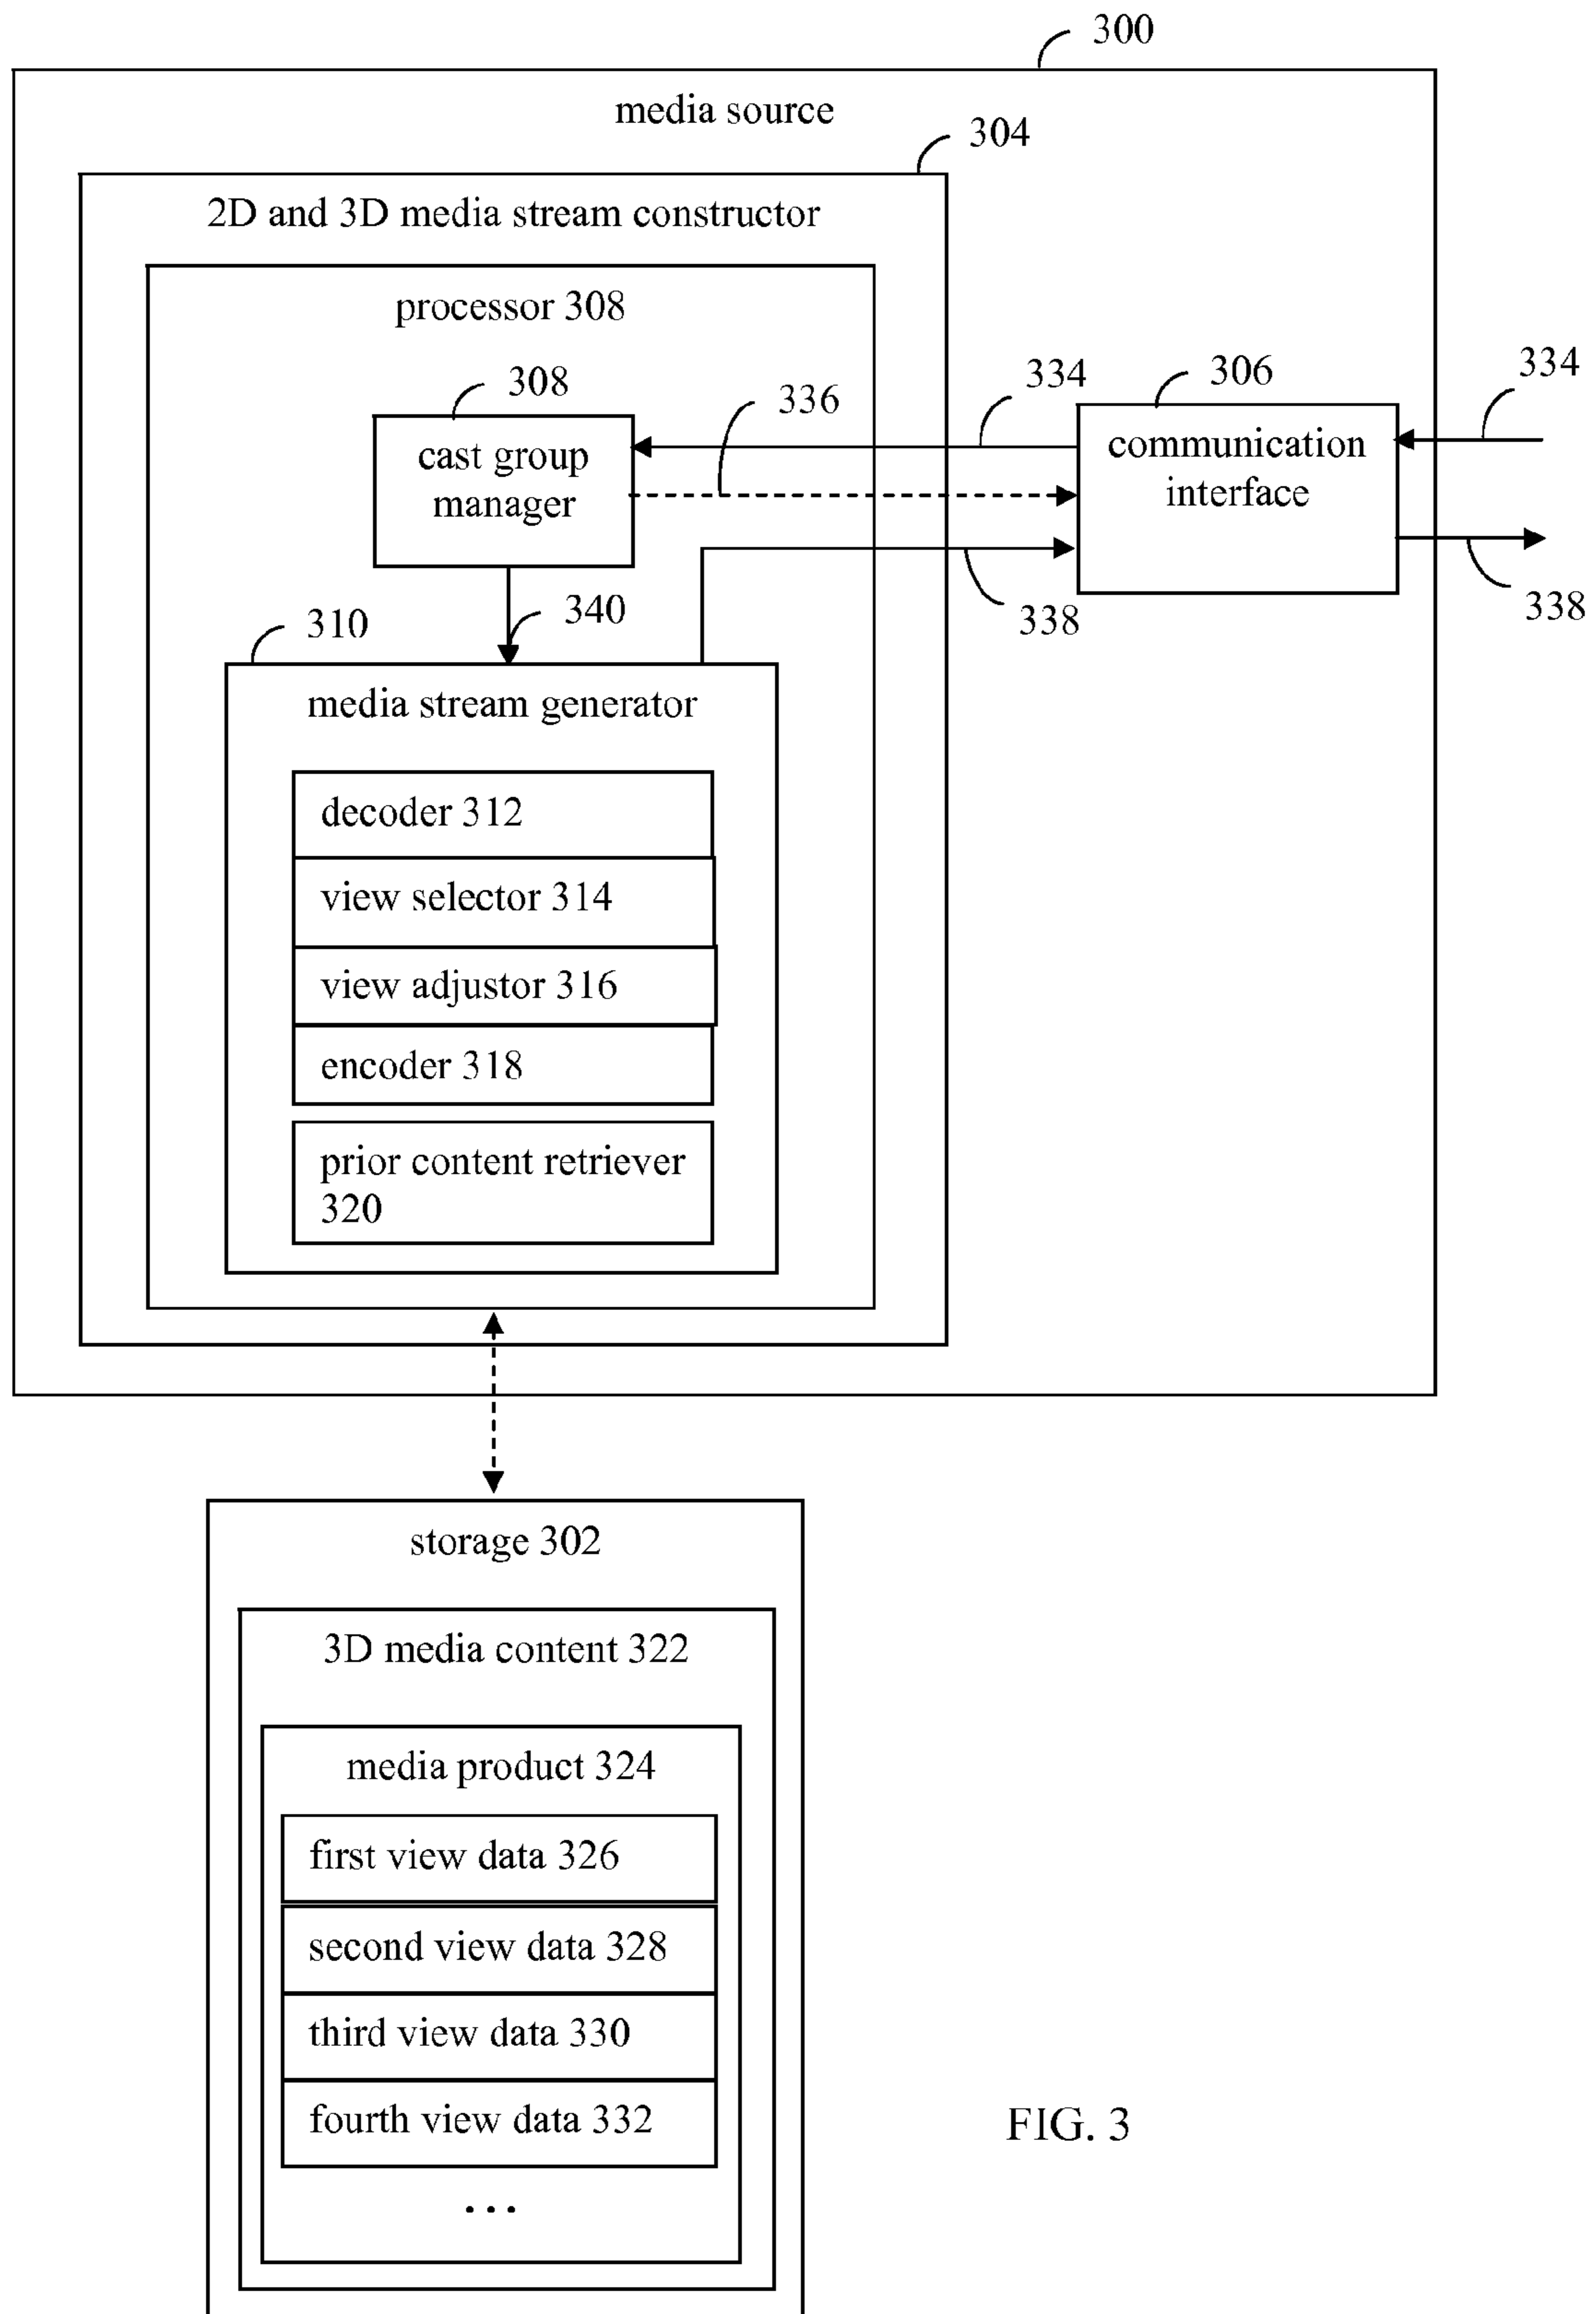 300
media source
304
2D and 3D media stream constructor
processor 308
308
336
334
306
334
cast group
manager
communication
interface
340
338
338
310
media stream generator
decoder 312
view selector 314
view adjustor 316
encoder 318
prior content retriever
320
storage 302
3D media content 322
media product 324
first view data 326
second view data 328
third view data 330
fourth view data 332
...
FIG. 3